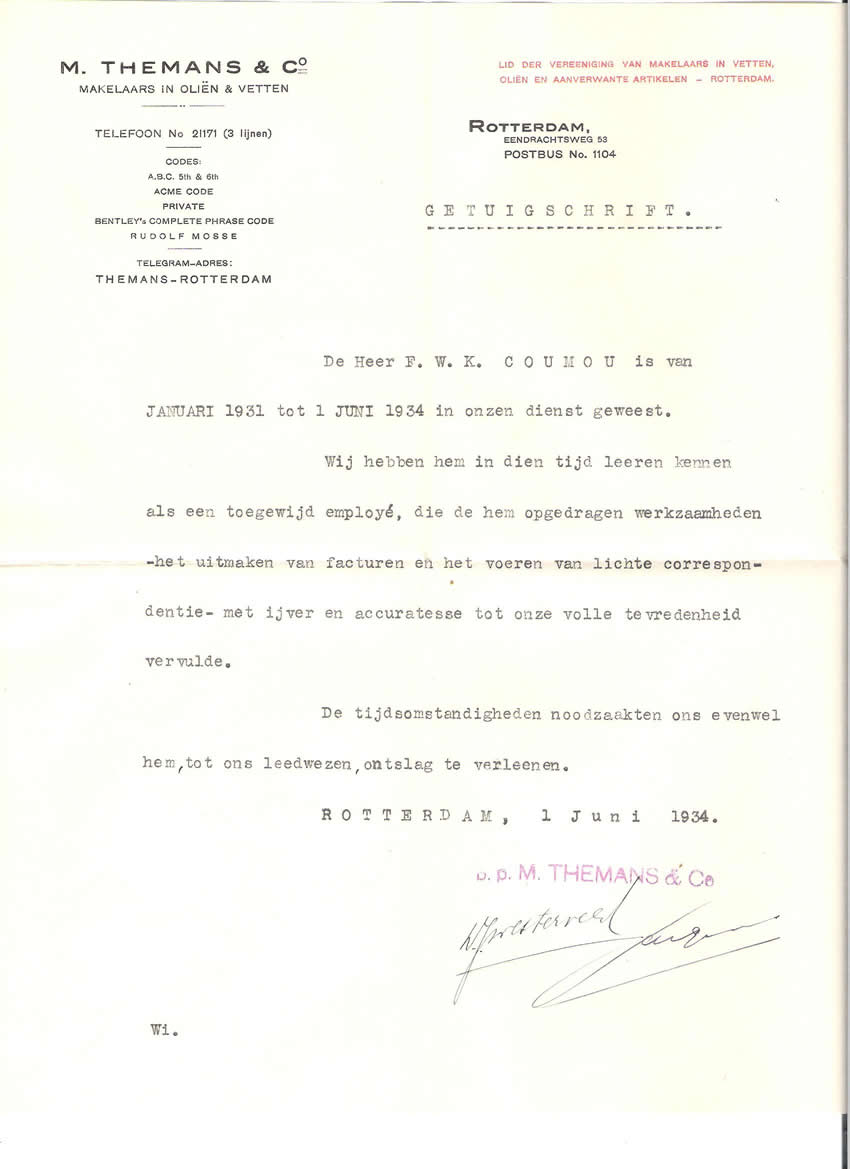 M. THEMANS & Cº
MAKELAARS IN OLIËN & VETTEN
TELEFOON No 21171 (3 lijnen)
CODES:
A.B.C. 5th & 6th
ACME CODE
PRIVATE
BENTLEY's COMPLETE PHRASE CODE
RUDOLF MOSSE
TELEGRAM-ADRES:
THEMANS-ROTTERDAM
LID DER VEREENIGING VAN MAKELAARS IN VETTEN,
OLIËN EN AANVERWANTE ARTIKELEN - ROTTERDAM.
ROTTERDAM,
EENDRACHTSWEG 53
POSTBUS No. 1104
GETUIGSCHRIFT.
De Heer F. W. K. COUMOU is van
JANUARI 1931 tot 1 JUNI 1934 in onzen dienst geweest.
Wij hebben hem in dien tijd leeren kennen
als een toegewijd employé, die de hem opgedragen werkzaamheden
-het uitmaken van facturen en het voeren van lichte correspon-
dentie- met ijver en accuratesse tot onze volle tevredenheid
vervulde.
De tijdsomstandigheden noodzaakten ons evenwel
hem, tot ons leedwezen, ontslag te verleenen.
ROTTERDAM, 1 Juni 1934.
p. p. M. THEMANS & Co
Wi.